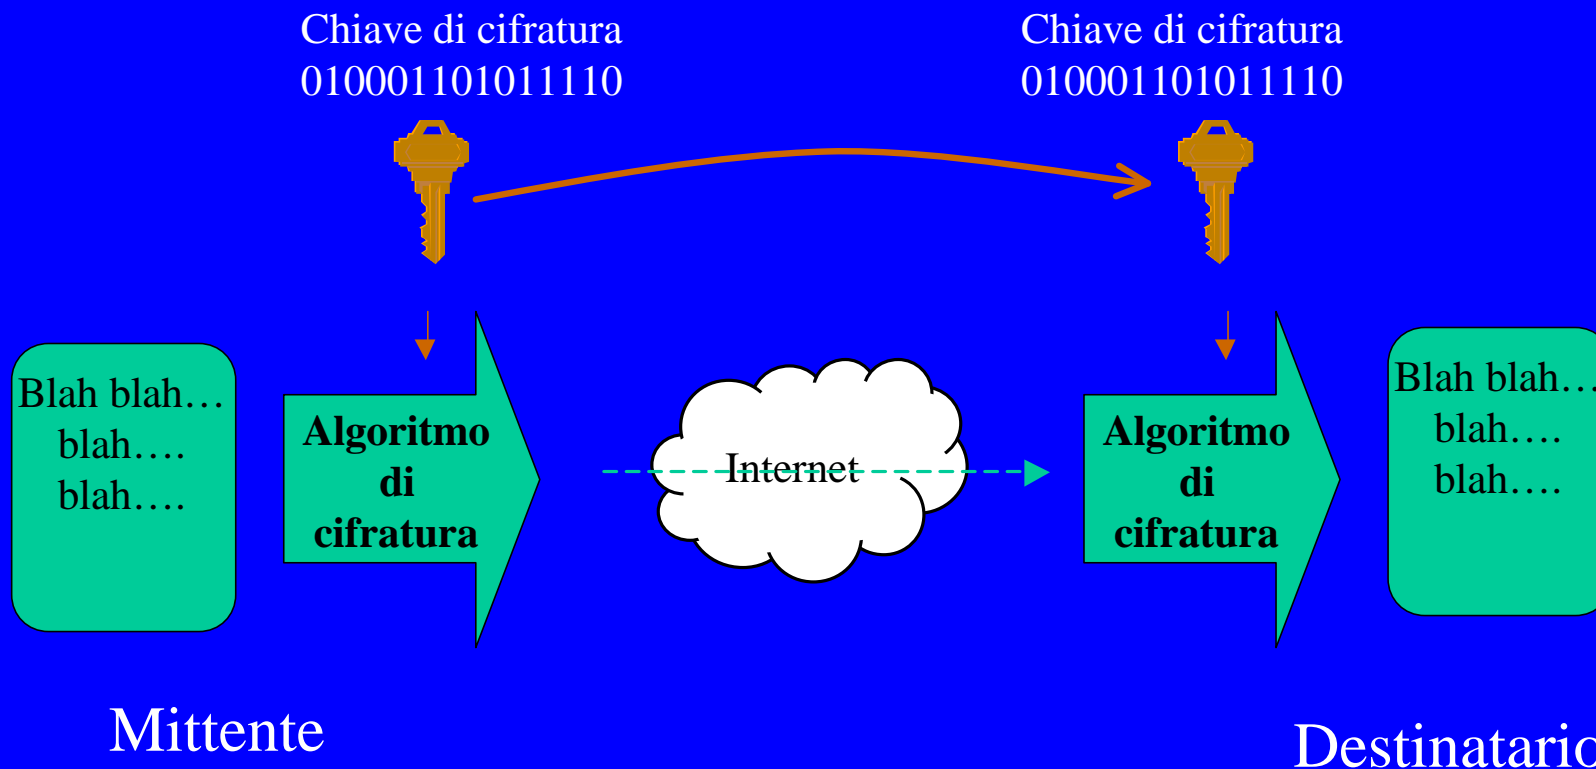 Chiave di cifratura
010001101011110
Chiave di cifratura
010001101011110
Blah blah…
blah….
blah….
Algoritmo
di
cifratura
Internet
Algoritmo
di
cifratura
Blah blah…
blah….
blah….
Mittente
Destinatario